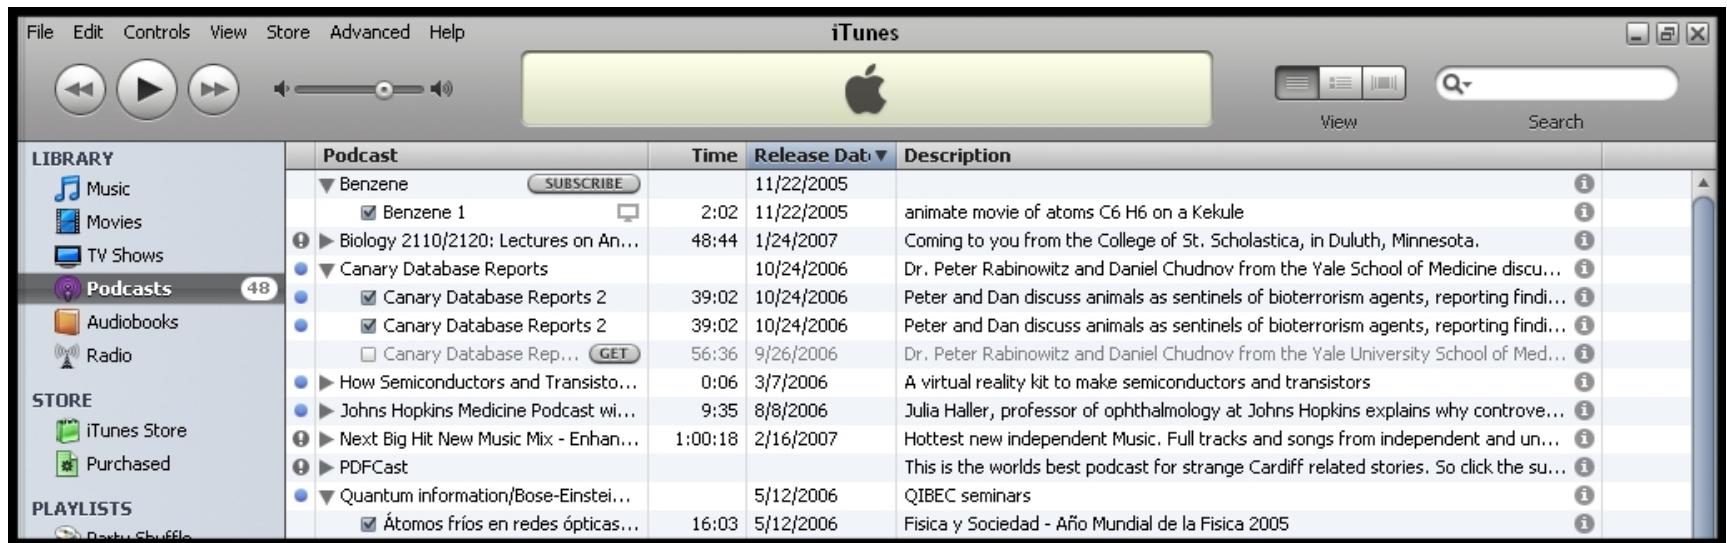 File Edit Controls View Store Advanced Help
iTunes
View
Search
LIBRARY
Music
Movies
TV Shows
Podcasts 48
Audiobooks
Radio
STORE
iTunes Store
Purchased
PLAYLISTS
Party Shuffle
Podcast Time Release Dat Description
Benzene SUBSCRIBE 11/22/2005
Benzene 1 2:02 11/22/2005 animate movie of atoms C6 H6 on a Kekule
Biology 2110/2120: Lectures on An... 48:44 1/24/2007 Coming to you from the College of St. Scholastica, in Duluth, Minnesota.
Canary Database Reports 10/24/2006 Dr. Peter Rabinowitz and Daniel Chudnov from the Yale School of Medicine discu...
Canary Database Reports 2 39:02 10/24/2006 Peter and Dan discuss animals as sentinels of bioterrorism agents, reporting findi...
Canary Database Reports 2 39:02 10/24/2006 Peter and Dan discuss animals as sentinels of bioterrorism agents, reporting findi...
Canary Database Rep... GET 56:36 9/26/2006 Dr. Peter Rabinowitz and Daniel Chudnov from the Yale University School of Med...
How Semiconductors and Transisto... 0:06 3/7/2006 A virtual reality kit to make semiconductors and transistors
Johns Hopkins Medicine Podcast wi... 9:35 8/8/2006 Julia Haller, professor of ophthalmology at Johns Hopkins explains why controve...
Next Big Hit New Music Mix - Enhan... 1:00:18 2/16/2007 Hottest new independent Music. Full tracks and songs from independent and un...
PDFCast This is the worlds best podcast for strange Cardiff related stories. So click the su...
Quantum information/Bose-Einstei... 5/12/2006 QIBEC seminars
Átomos fríos en redes ópticas... 16:03 5/12/2006 Fisica y Sociedad - Año Mundial de la Fisica 2005